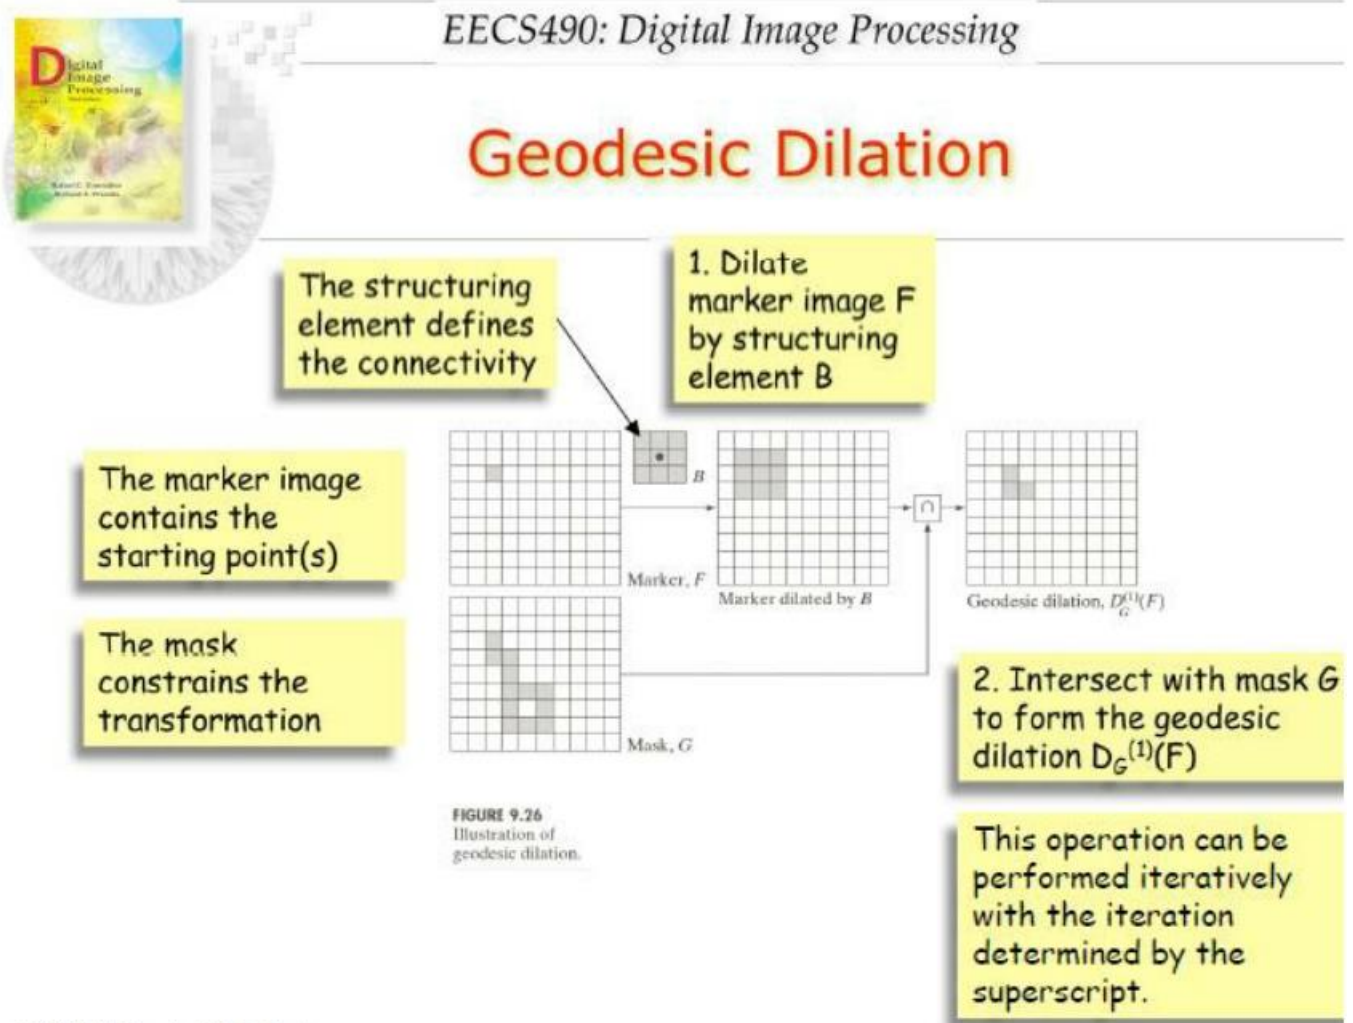 EECS490: Digital Image Processing
Digital
Image
Processing
Geodesic Dilation
The structuring
element defines
the connectivity
1. Dilate
marker image F
by structuring
element B
The marker image
contains the
starting point(s)
The mask
constrains the
transformation
B
Marker, F
Marker dilated by B
∩
Geodesic dilation, D_G^(1)(F)
Mask, G
2. Intersect with mask G
to form the geodesic
dilation D_G^(1)(F)
FIGURE 9.26
Illustration of
geodesic dilation.
This operation can be
performed iteratively
with the iteration
determined by the
superscript.